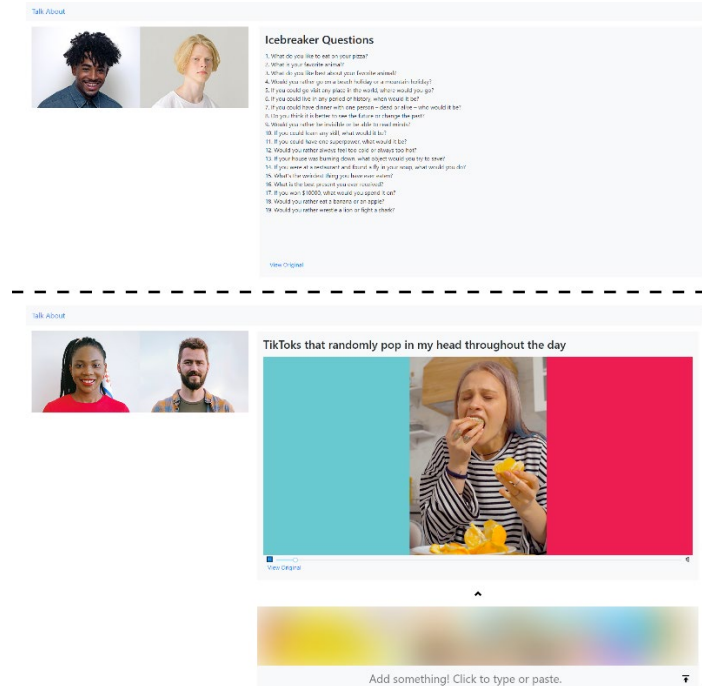 Talk About
Icebreaker Questions
1. What do you like to eat on your pizza?
2. What is your favorite animal?
3. What do you like best about your favorite animal?
4. Would you rather go on a beach holiday or a mountain holiday?
5. If you could go visit any place in the world, where would you go?
6. If you could live in any period of history, when would it be?
7. If you could have dinner with one person – dead or alive – who would it be?
8. Do you think it is better to see the future or change the past?
9. Would you rather be invisible or be able to read minds?
10. If you could learn any skill, what would it be?
11. If you could have one superpower, what would it be?
12. Would you rather always feel too cold or always too hot?
13. If your house was burning down, what object would you try to save?
14. If you were at a restaurant and found a fly in your soup, what would you do?
15. What's the weirdest thing you have ever eaten?
16. What is the best present you ever received?
17. If you won $10000, what would you spend it on?
18. Would you rather eat a banana or an apple?
19. Would you rather wrestle a lion or fight a shark?
View Original
Talk About
TikToks that randomly pop in my head throughout the day
View Original
Add something! Click to type or paste.